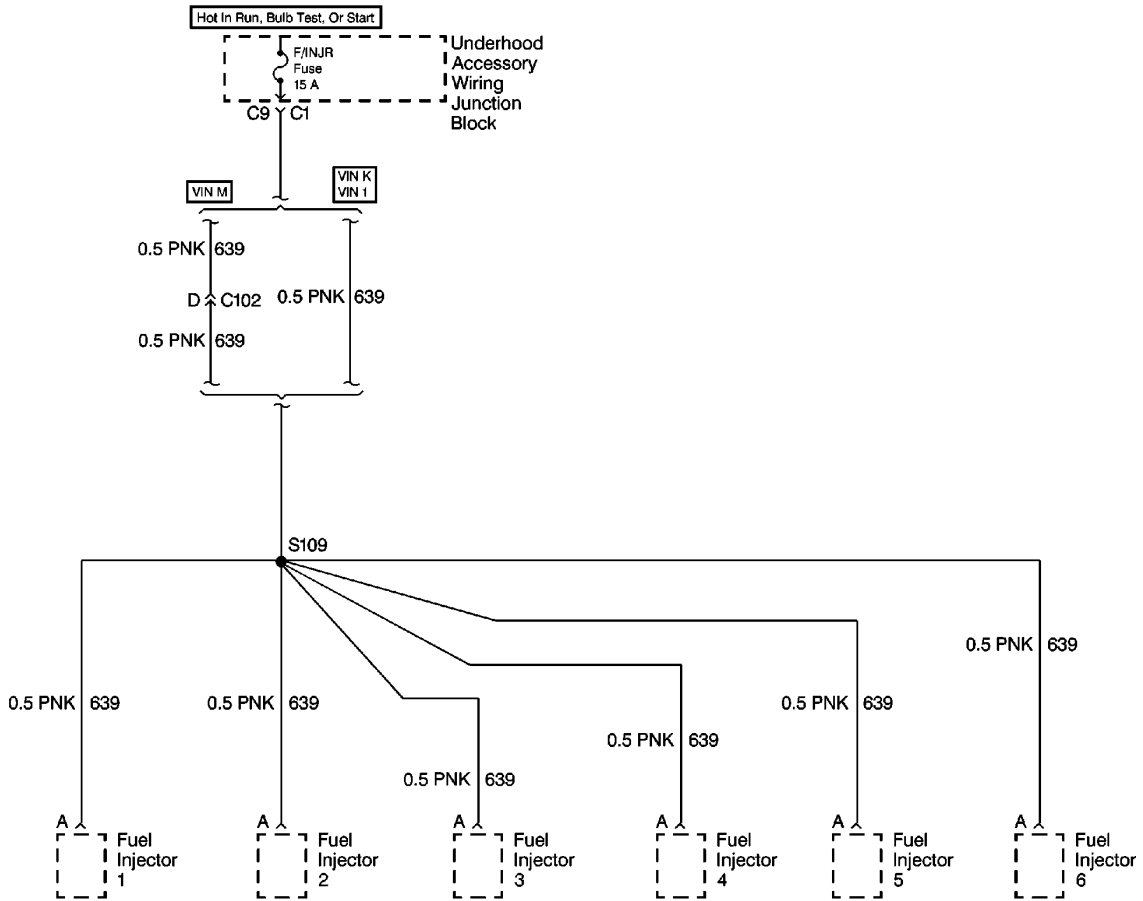 Hot In Run, Bulb Test, Or Start
F/INJR
Fuse
15 A
Underhood
Accessory
Wiring
Junction
Block
C9 C1
VIN M
VIN K
VIN 1
0.5 PNK 639
D C102
0.5 PNK 639
0.5 PNK 639
S109
0.5 PNK 639
0.5 PNK 639
0.5 PNK 639
0.5 PNK 639
0.5 PNK 639
0.5 PNK 639
A
Fuel
Injector
1
A
Fuel
Injector
2
A
Fuel
Injector
3
A
Fuel
Injector
4
A
Fuel
Injector
5
A
Fuel
Injector
6